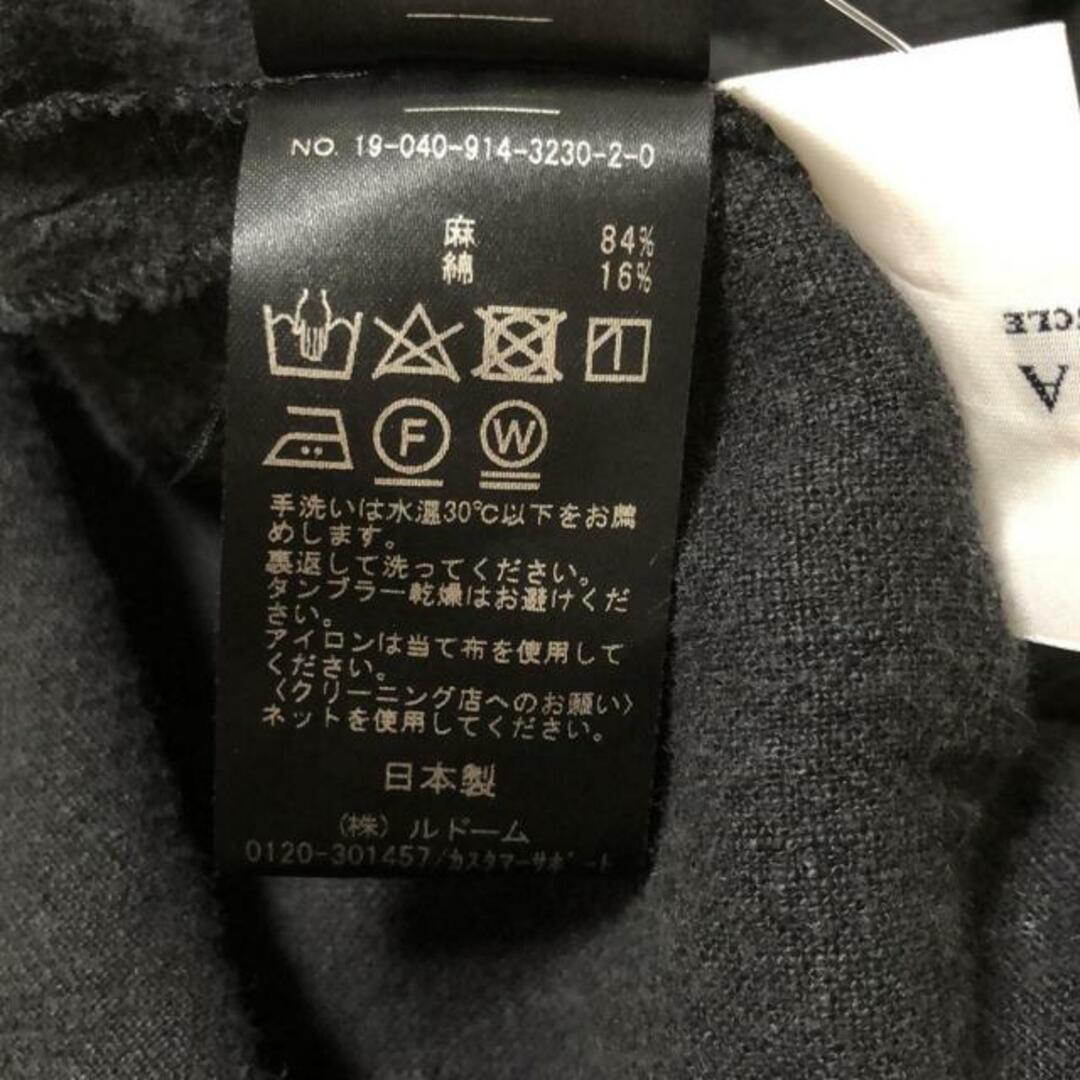 NO. 19-040-914-3230-2-0
麻 84%
綿 16%
F W
手洗いは水温30℃以下をお薦
めします。
裏返して洗ってください。
タンブラー乾燥はお避けくだ
さい。
アイロンは当て布を使用して
ください。
〈クリーニング店へのお願い〉
ネットを使用してください。
日本製
(株) ルドーム
0120-301457/カスタマーサポート
A